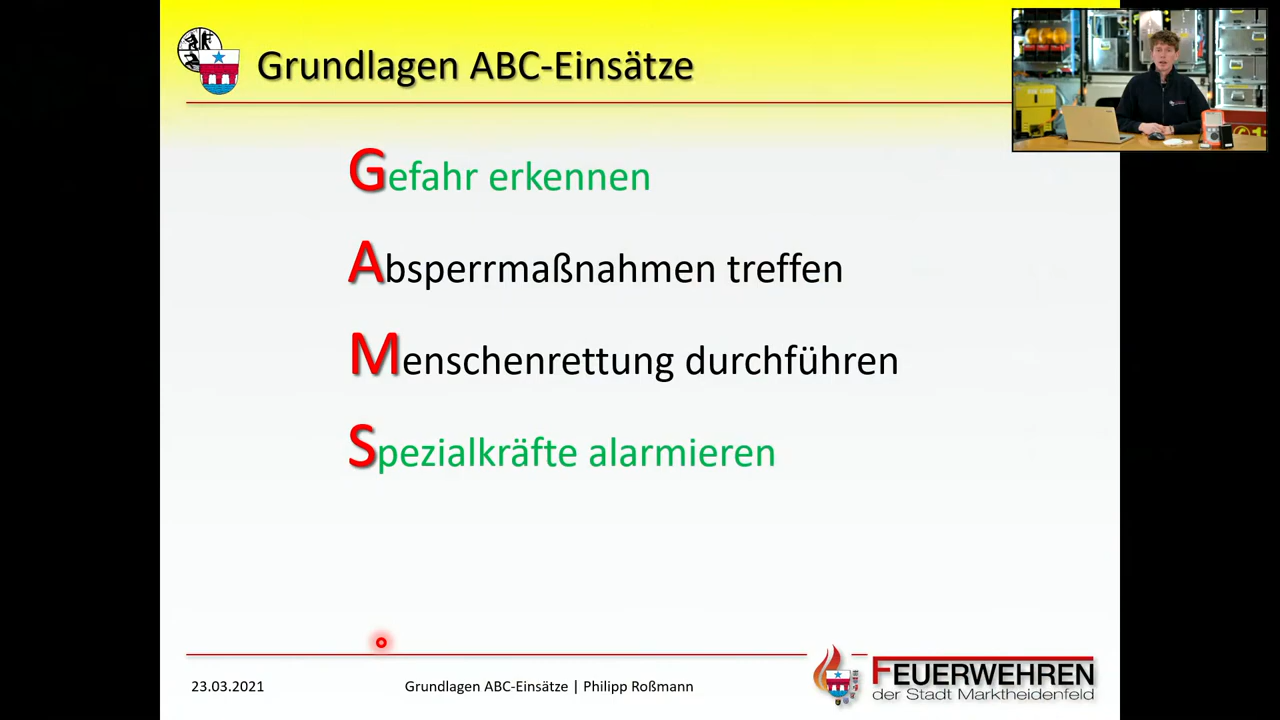 Grundlagen ABC-Einsätze
Gefahr erkennen
Absperrmaßnahmen treffen
Menschenrettung durchführen
Spezialkräfte alarmieren
23.03.2021
Grundlagen ABC-Einsätze | Philipp Roßmann
FEUERWEHREN
der Stadt Marktheidenfeld